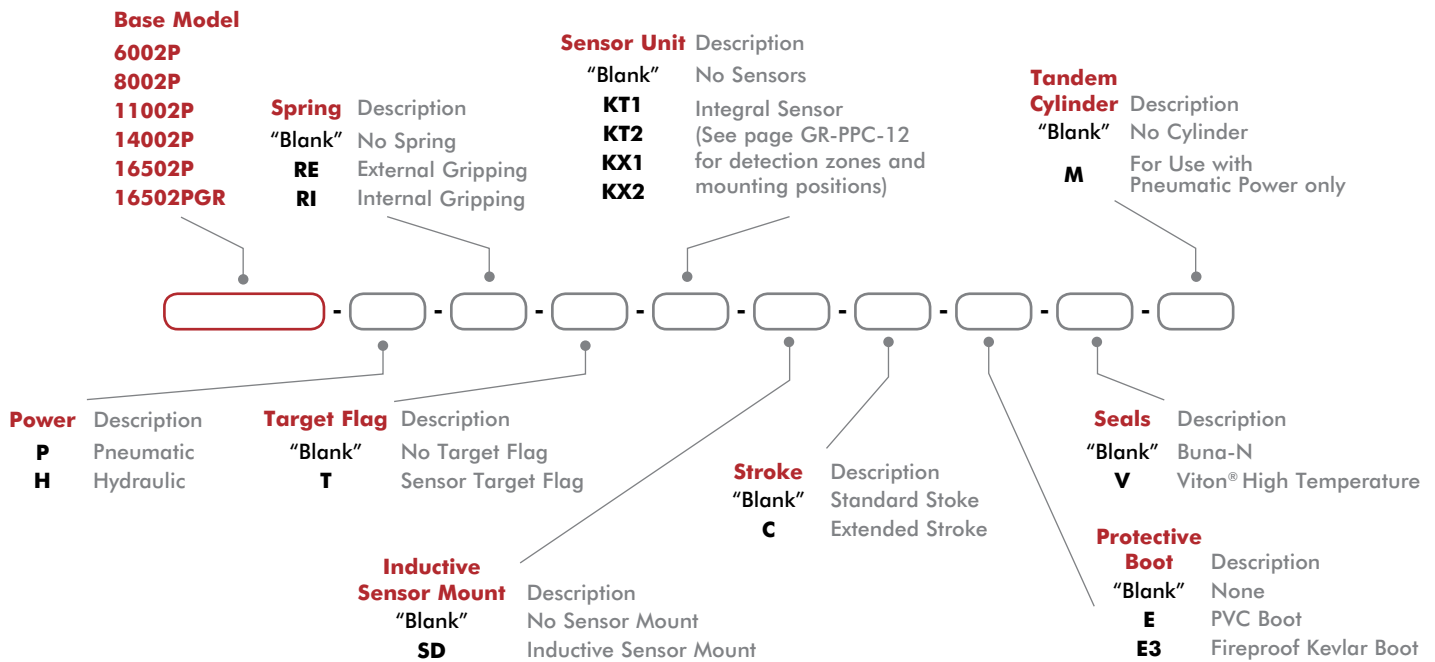 Base Model
6002P
8002P
11002P
14002P
16502P
16502PGR
Spring Description
"Blank" No Spring
RE External Gripping
RI Internal Gripping
Sensor Unit Description
"Blank" No Sensors
KT1 Integral Sensor
KT2 (See page GR-PPC-12
KX1 for detection zones and
KX2 mounting positions)
Tandem
Cylinder Description
"Blank" No Cylinder
M For Use with
Pneumatic Power only
- - - - - - - - -
Power Description
P Pneumatic
H Hydraulic
Target Flag Description
"Blank" No Target Flag
T Sensor Target Flag
Inductive
Sensor Mount Description
"Blank" No Sensor Mount
SD Inductive Sensor Mount
Stroke Description
"Blank" Standard Stoke
C Extended Stroke
Protective
Boot Description
"Blank" None
E PVC Boot
E3 Fireproof Kevlar Boot
Seals Description
"Blank" Buna-N
V Viton® High Temperature